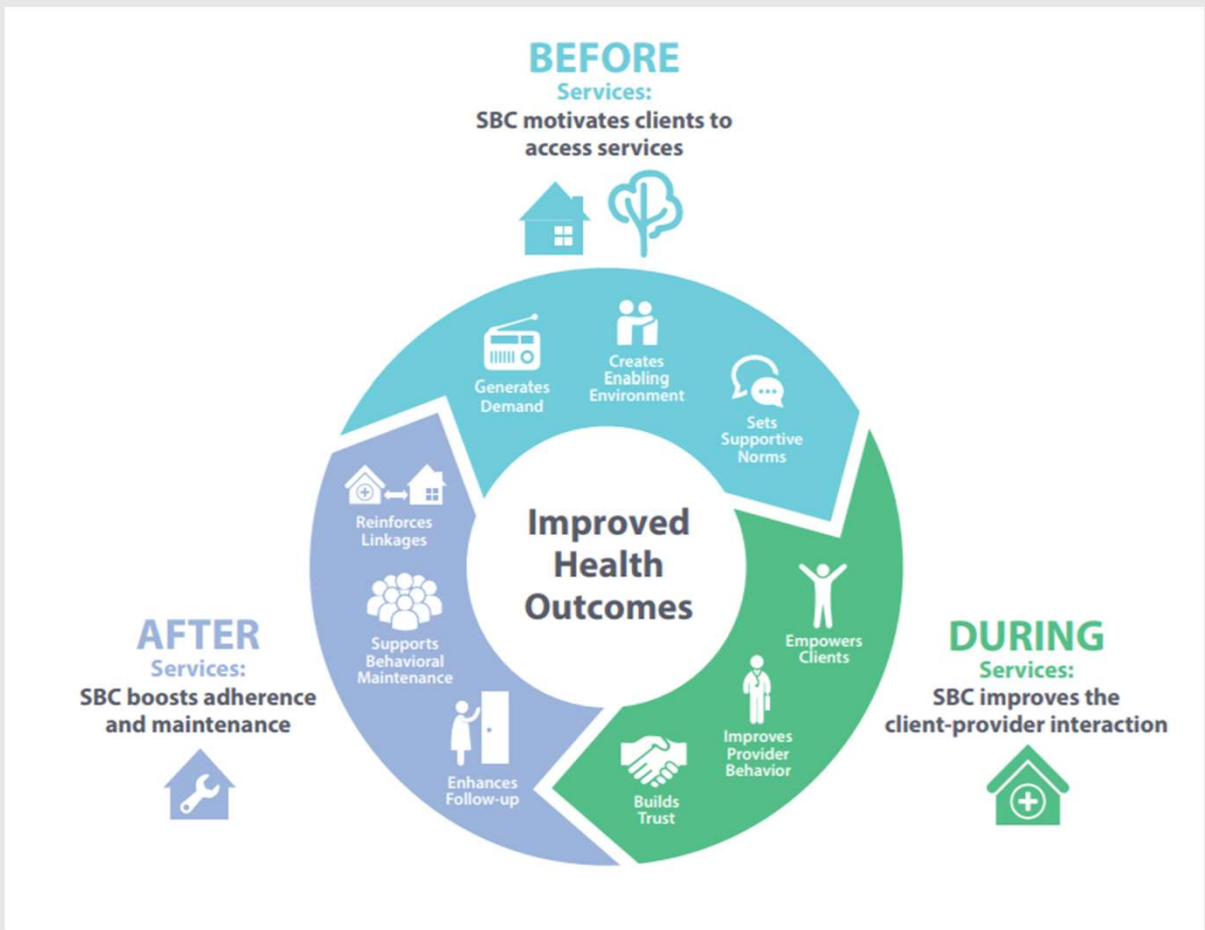 BEFORE
Services:
SBC motivates clients to
access services
Generates
Demand
Creates
Enabling
Environment
Sets
Supportive
Norms
Improved
Health
Outcomes
DURING
Services:
SBC improves the
client-provider interaction
Empowers
Clients
Improves
Provider
Behavior
Builds
Trust
AFTER
Services:
SBC boosts adherence
and maintenance
Enhances
Follow-up
Supports
Behavioral
Maintenance
Reinforces
Linkages